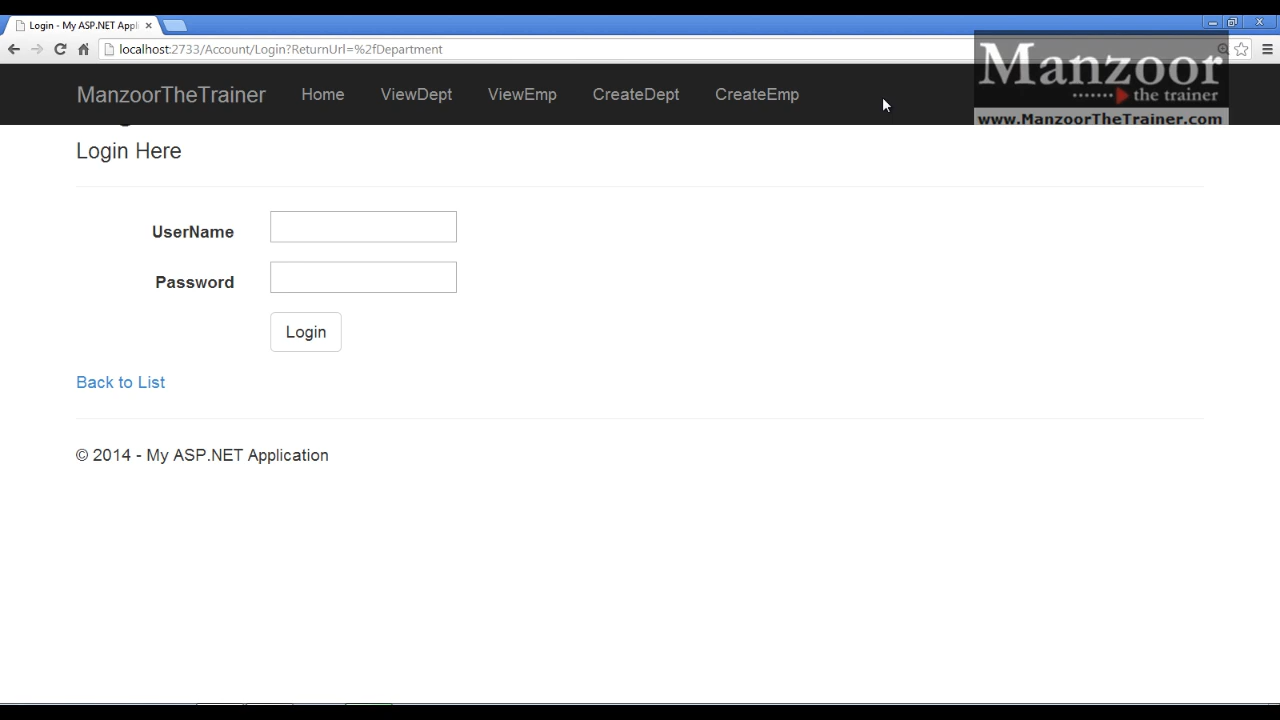 Login - My ASP.NET Appl
localhost:2733/Account/Login?ReturnUrl=%2fDepartment
ManzoorTheTrainer Home ViewDept ViewEmp CreateDept CreateEmp
Manzoor
the trainer
www.ManzoorTheTrainer.com
Login Here
UserName
Password
Login
Back to List
© 2014 - My ASP.NET Application